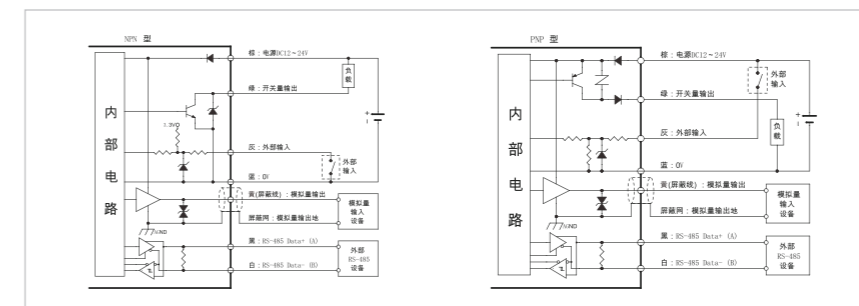 NPN 型
棕：电源DC12~24V
负载
绿：开关量输出
内部电路
1.3VΩ
+
-
灰：外部输入
外部
输入
蓝：0V
黄(屏蔽线)：模拟量输出
模拟量
输入
设备
屏蔽网：模拟量输出地
黑：RS-485 Data+ (A)
外部
RS-485
设备
白：RS-485 Data- (B)
PNP 型
棕：电源DC12~24V
外部
输入
绿：开关量输出
内部电路
负载
+
-
灰：外部输入
蓝：0V
黄(屏蔽线)：模拟量输出
模拟量
输入
设备
屏蔽网：模拟量输出地
黑：RS-485 Data+ (A)
外部
RS-485
设备
白：RS-485 Data- (B)